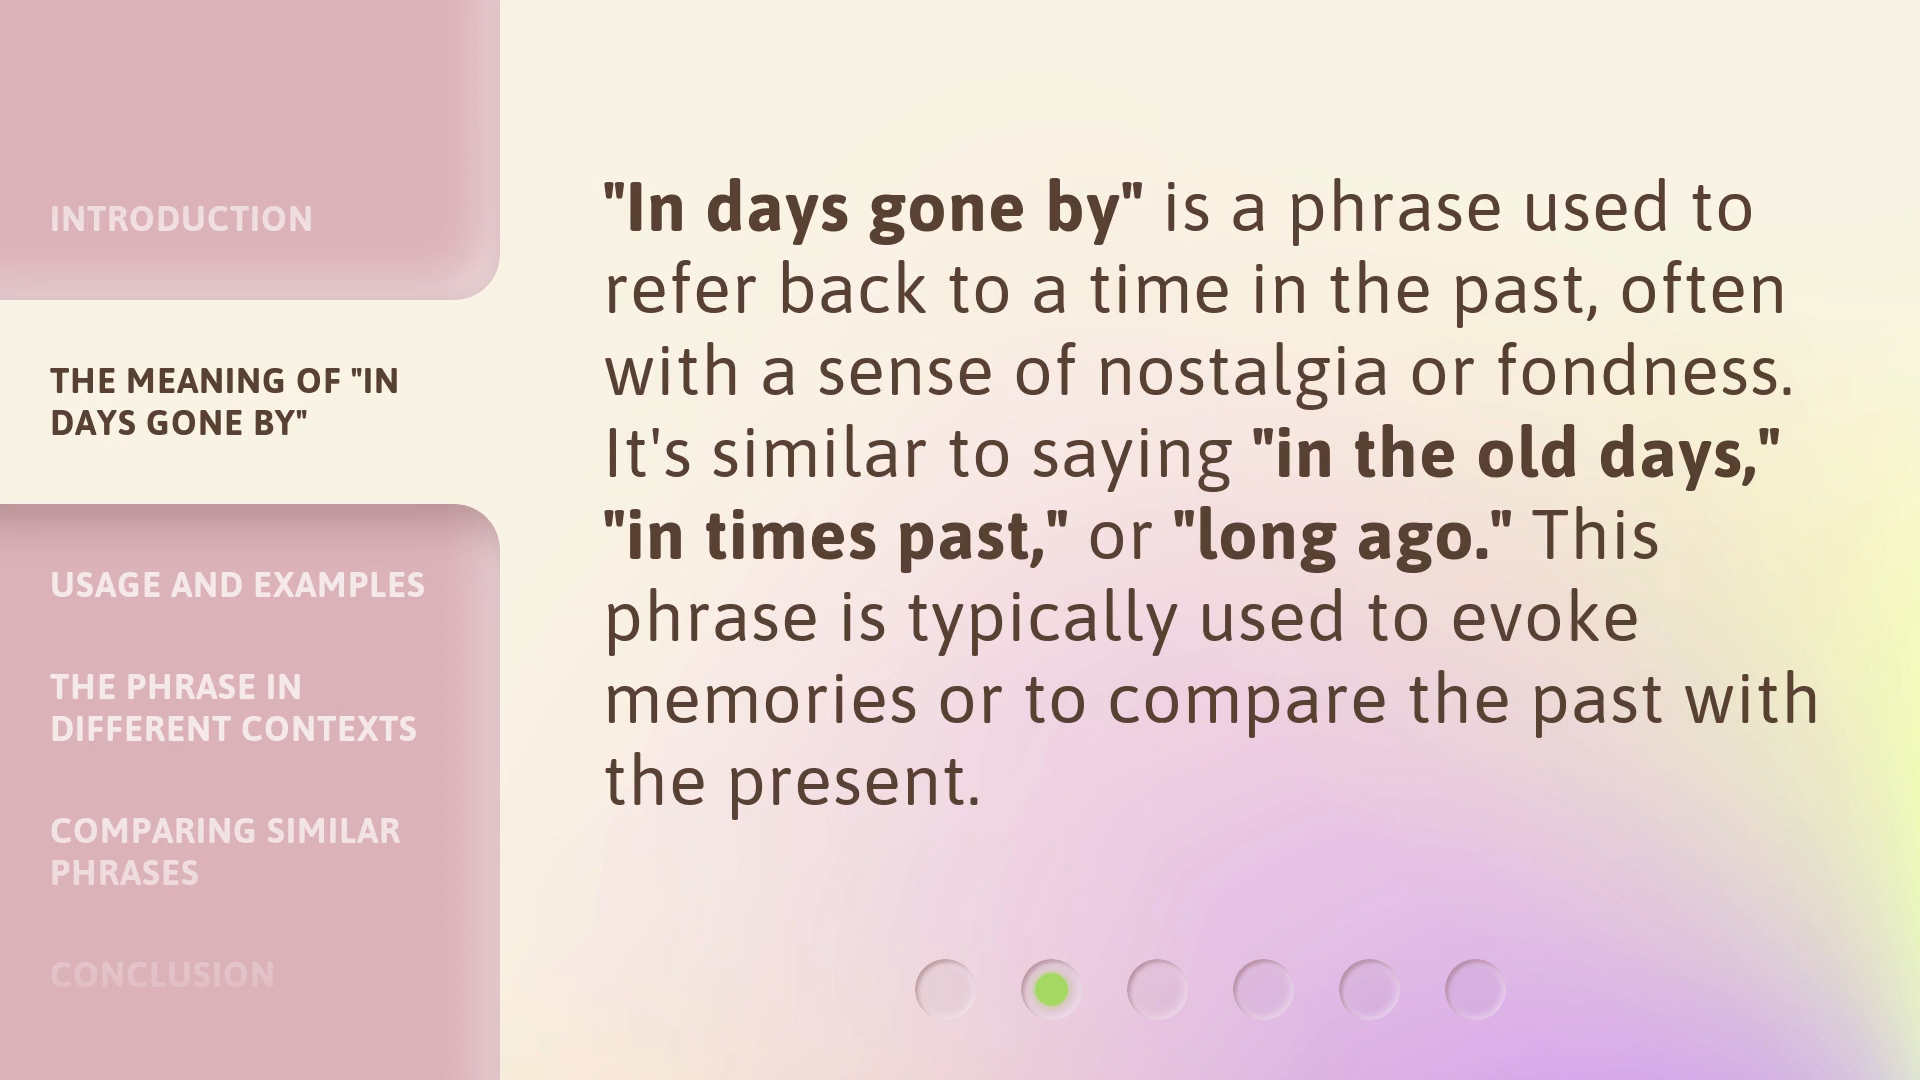 INTRODUCTION
THE MEANING OF "IN
DAYS GONE BY"
USAGE AND EXAMPLES
THE PHRASE IN
DIFFERENT CONTEXTS
COMPARING SIMILAR
PHRASES
CONCLUSION
"In days gone by" is a phrase used to
refer back to a time in the past, often
with a sense of nostalgia or fondness.
It's similar to saying "in the old days,"
"in times past," or "long ago." This
phrase is typically used to evoke
memories or to compare the past with
the present.